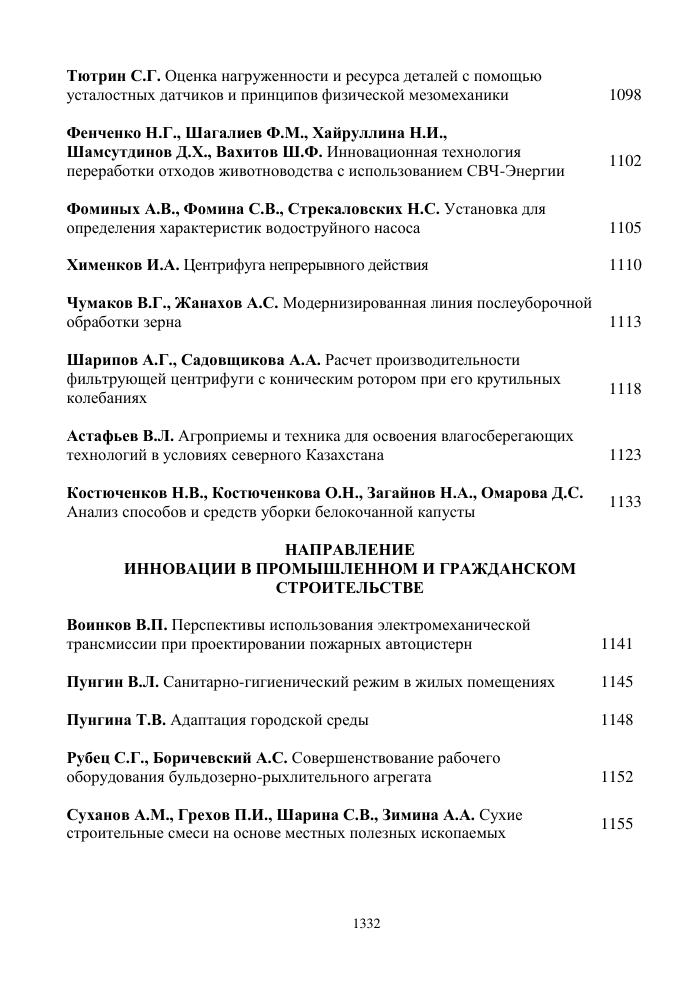 Тютрин С.Г. Оценка нагруженности и ресурса деталей с помощью
усталостных датчиков и принципов физической мезомеханики 1098
Фенченко Н.Г., Шагалиев Ф.М., Хайруллина Н.И.,
Шамсутдинов Д.Х., Вахитов Ш.Ф. Инновационная технология
переработки отходов животноводства с использованием СВЧ-Энергии 1102
Фоминых А.В., Фомина С.В., Стрекаловских Н.С. Установка для
определения характеристик водоструйного насоса 1105
Хименков И.А. Центрифуга непрерывного действия 1110
Чумаков В.Г., Жанахов А.С. Модернизированная линия послеуборочной
обработки зерна 1113
Шарипов А.Г., Садовщикова А.А. Расчет производительности
фильтрующей центрифуги с коническим ротором при его крутильных
колебаниях 1118
Астафьев В.Л. Агроприемы и техника для освоения влагосберегающих
технологий в условиях северного Казахстана 1123
Костюченков Н.В., Костюченкова О.Н., Загайнов Н.А., Омарова Д.С.
Анализ способов и средств уборки белокочанной капусты 1133
НАПРАВЛЕНИЕ
ИННОВАЦИИ В ПРОМЫШЛЕННОМ И ГРАЖДАНСКОМ
СТРОИТЕЛЬСТВЕ
Воинков В.П. Перспективы использования электромеханической
трансмиссии при проектировании пожарных автоцистерн 1141
Пунгин В.Л. Санитарно-гигиенический режим в жилых помещениях 1145
Пунгина Т.В. Адаптация городской среды 1148
Рубец С.Г., Боричевский А.С. Совершенствование рабочего
оборудования бульдозерно-рыхлительного агрегата 1152
Суханов А.М., Грехов П.И., Шарина С.В., Зимина А.А. Сухие
строительные смеси на основе местных полезных ископаемых 1155
1332